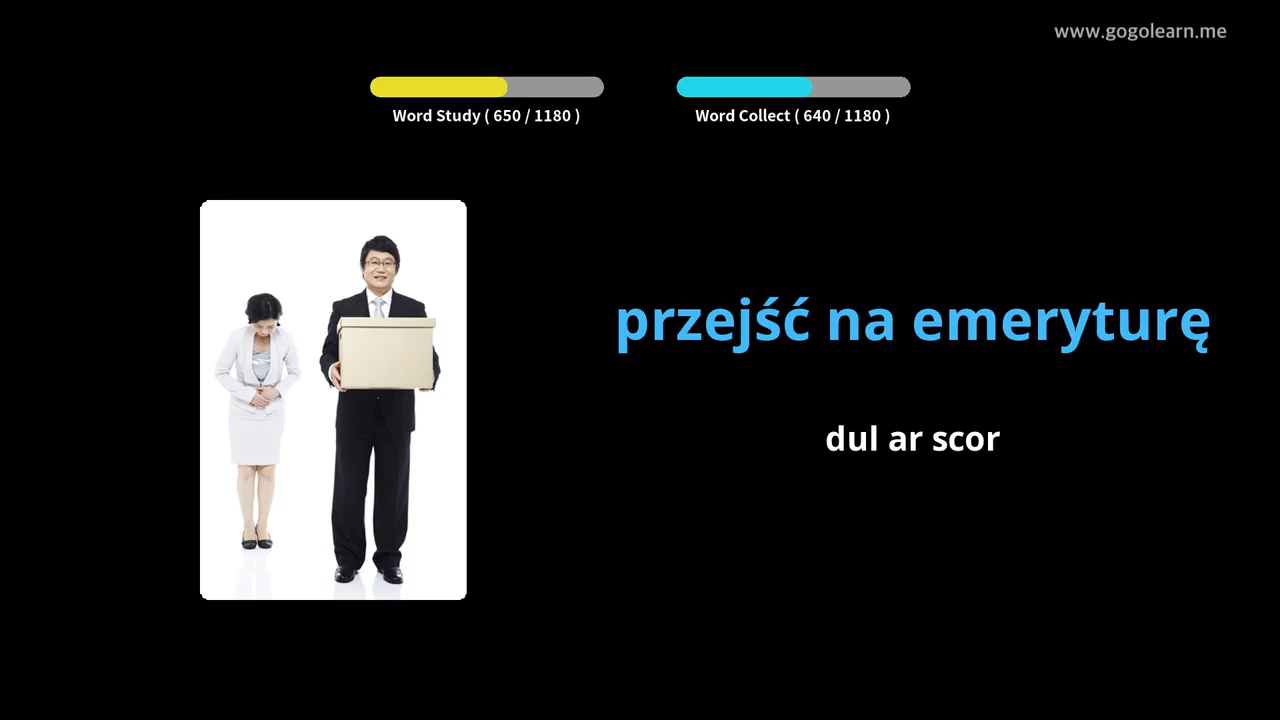 www.gogolearn.me
Word Study ( 650 / 1180 )
Word Collect ( 640 / 1180 )
przejść na emeryturę
dul ar scor